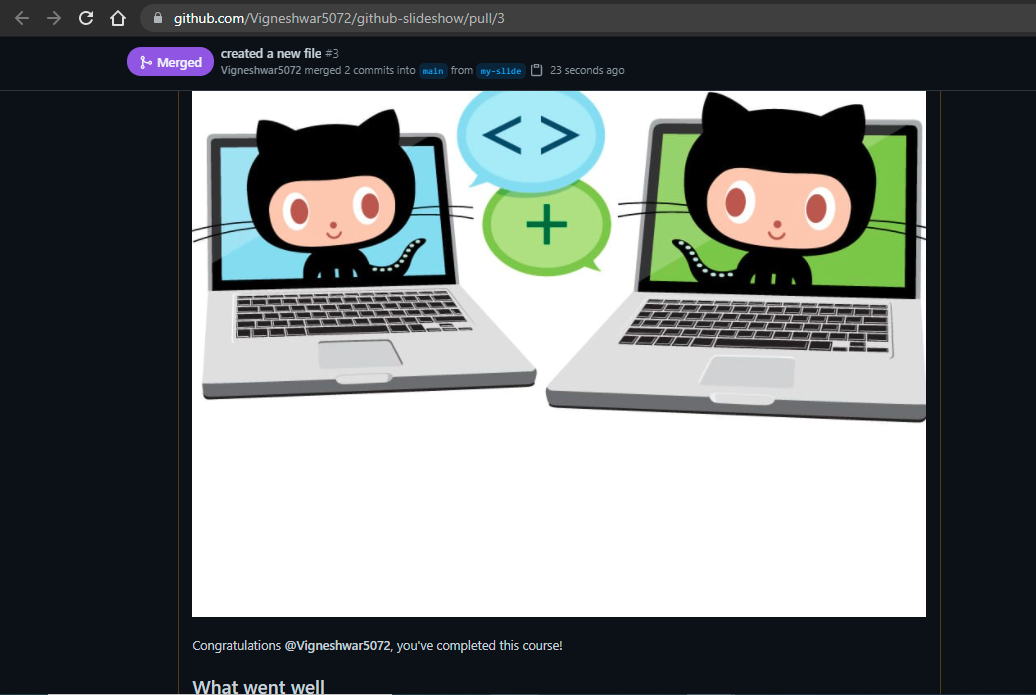 github.com/Vigneshwar5072/github-slideshow/pull/3
Merged
created a new file #3
Vigneshwar5072 merged 2 commits into main from my-slide 23 seconds ago
< >
+
Congratulations @Vigneshwar5072, you've completed this course!
What went well